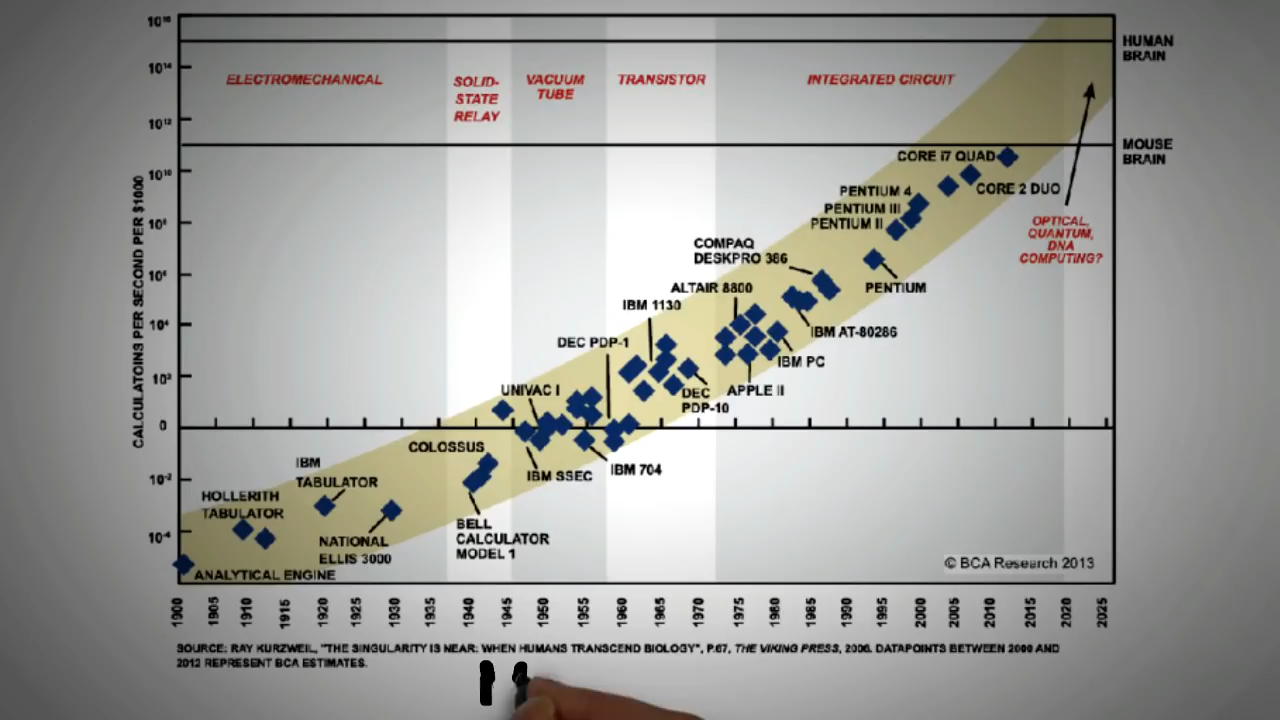 10¹⁶
HUMAN
BRAIN
10¹⁴
ELECTROMECHANICAL
SOLID-
STATE
RELAY
VACUUM
TUBE
TRANSISTOR
INTEGRATED CIRCUIT
10¹²
MOUSE
BRAIN
CORE i7 QUAD
10¹⁰
CORE 2 DUO
PENTIUM 4
PENTIUM III
PENTIUM II
10⁸
OPTICAL,
QUANTUM,
DNA
COMPUTING?
COMPAQ
DESKPRO 386
10⁶
PENTIUM
ALTAIR 8800
IBM 1130
10⁴
IBM AT-80286
DEC PDP-1
IBM PC
UNIVAC I
APPLE II
DEC
PDP-10
0
COLOSSUS
IBM
TABULATOR
IBM SSEC
IBM 704
10⁻²
HOLLERITH
TABULATOR
BELL
CALCULATOR
MODEL 1
10⁻⁴
NATIONAL
ELLIS 3000
ANALYTICAL ENGINE
© BCA Research 2013
CALCULATOINS PER SECOND PER $1000
1900 1905 1910 1915 1920 1925 1930 1935 1940 1945 1950 1955 1960 1965 1970 1975 1980 1985 1990 1995 2000 2005 2010 2015 2020 2025
SOURCE: RAY KURZWEIL, "THE SINGULARITY IS NEAR: WHEN HUMANS TRANSCEND BIOLOGY", P.67, THE VIKING PRESS, 2006. DATAPOINTS BETWEEN 2000 AND
2012 REPRESENT BCA ESTIMATES.